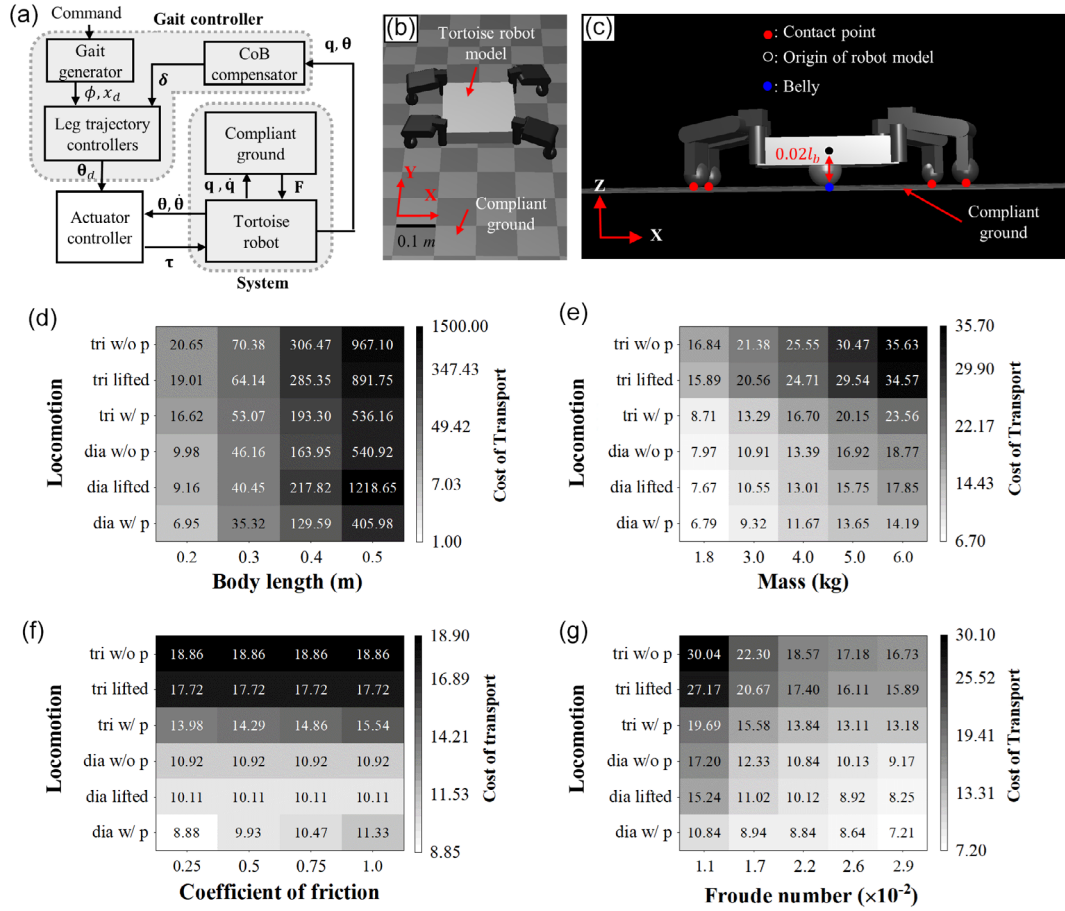 (a)
Command
Gait controller
Gait
generator
CoB
compensator
q, θ
δ
ϕ, x_d
Leg trajectory
controllers
Compliant
ground
θ_d
q , q̇
F
θ, θ̇
Actuator
controller
Tortoise
robot
τ
System
(b)
Tortoise robot
model
Y
X
0.1 m
Compliant
ground
(c)
: Contact point
: Origin of robot model
: Belly
0.02l_b
Z
X
Compliant
ground
(d)
Locomotion
tri w/o p 20.65 70.38 306.47 967.10
tri lifted 19.01 64.14 285.35 891.75
tri w/ p 16.62 53.07 193.30 536.16
dia w/o p 9.98 46.16 163.95 540.92
dia lifted 9.16 40.45 217.82 1218.65
dia w/ p 6.95 35.32 129.59 405.98
0.2 0.3 0.4 0.5
Body length (m)
1500.00
347.43
49.42
7.03
1.00
Cost of Transport
(e)
Locomotion
tri w/o p 16.84 21.38 25.55 30.47 35.63
tri lifted 15.89 20.56 24.71 29.54 34.57
tri w/ p 8.71 13.29 16.70 20.15 23.56
dia w/o p 7.97 10.91 13.39 16.92 18.77
dia lifted 7.67 10.55 13.01 15.75 17.85
dia w/ p 6.79 9.32 11.67 13.65 14.19
1.8 3.0 4.0 5.0 6.0
Mass (kg)
35.70
29.90
22.17
14.43
6.70
Cost of Transport
(f)
Locomotion
tri w/o p 18.86 18.86 18.86 18.86
tri lifted 17.72 17.72 17.72 17.72
tri w/ p 13.98 14.29 14.86 15.54
dia w/o p 10.92 10.92 10.92 10.92
dia lifted 10.11 10.11 10.11 10.11
dia w/ p 8.88 9.93 10.47 11.33
0.25 0.5 0.75 1.0
Coefficient of friction
18.90
16.89
14.21
11.53
8.85
Cost of transport
(g)
Locomotion
tri w/o p 30.04 22.30 18.57 17.18 16.73
tri lifted 27.17 20.67 17.40 16.11 15.89
tri w/ p 19.69 15.58 13.84 13.11 13.18
dia w/o p 17.20 12.33 10.84 10.13 9.17
dia lifted 15.24 11.02 10.12 8.92 8.25
dia w/ p 10.84 8.94 8.84 8.64 7.21
1.1 1.7 2.2 2.6 2.9
Froude number (×10⁻²)
30.10
25.52
19.41
13.31
7.20
Cost of Transport